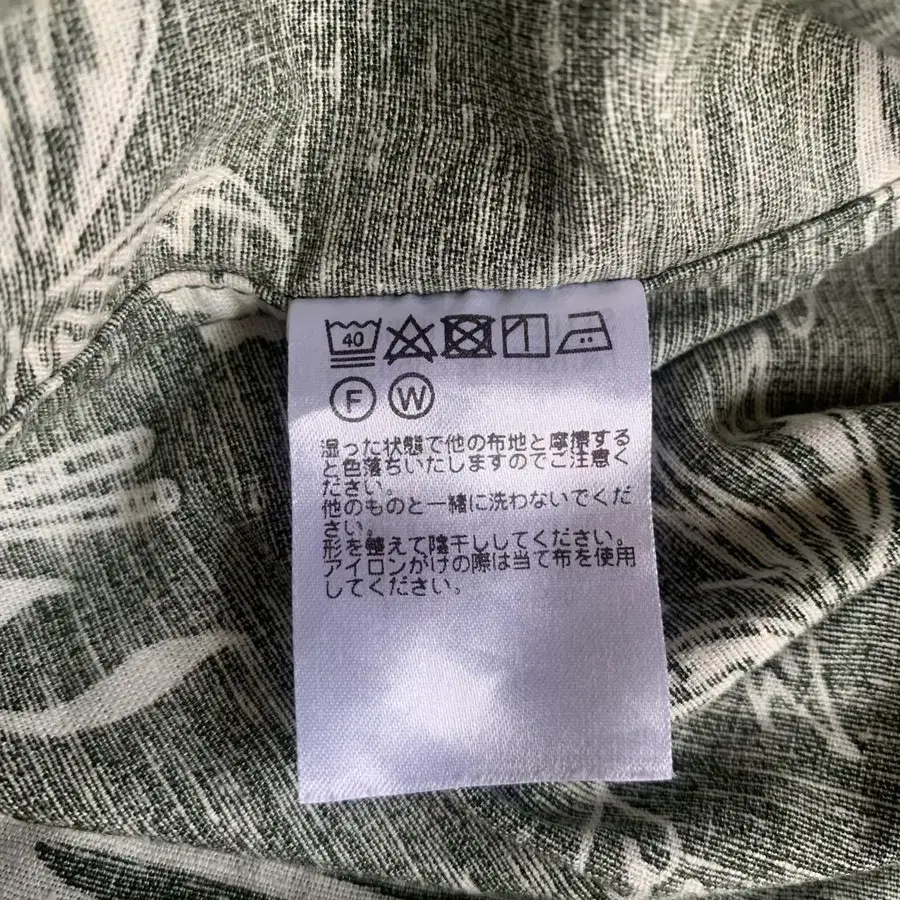 40
F W
湿った状態で他の布地と摩擦する
と色落ちいたしますのでご注意く
ださい。
他のものと一緒に洗わないでくだ
さい。
形を整えて陰干ししてください。
アイロンがけの際は当て布を使用
してください。